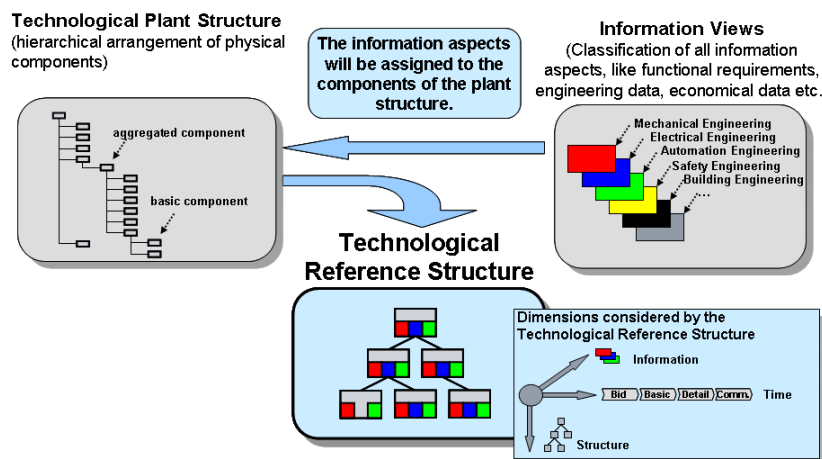 Technological Plant Structure
(hierarchical arrangement of physical
components)
The information aspects
will be assigned to the
components of the plant
structure.
Information Views
(Classification of all information
aspects, like functional requirements,
engineering data, economical data etc.
aggregated component
basic component
Mechanical Engineering
Electrical Engineering
Automation Engineering
Safety Engineering
Building Engineering
...
Technological
Reference Structure
Dimensions considered by the
Technological Reference Structure
Information
Bid Basic Detail Comm. Time
Structure